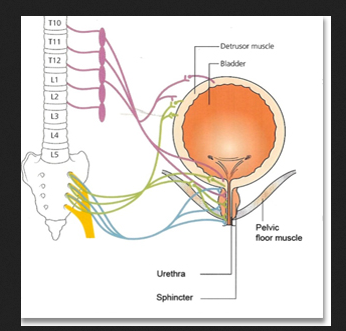 T10
T11
T12
L1
L2
L3
L4
L5
Detrusor muscle
Bladder
Pelvic
floor muscle
Urethra
Sphincter